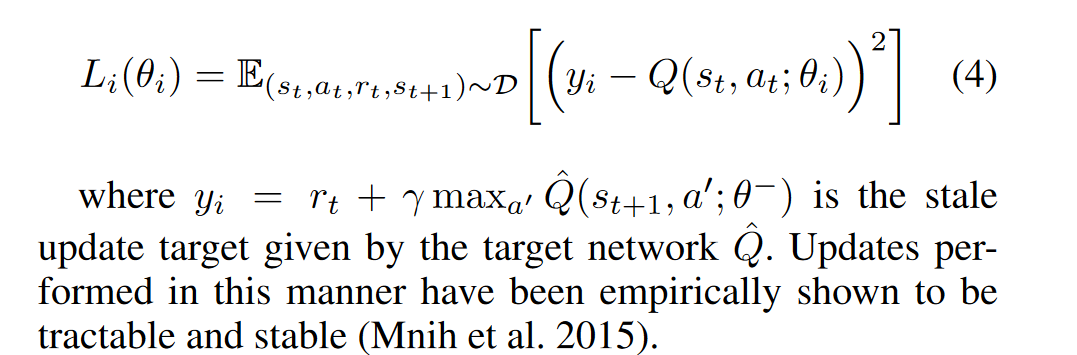 L_i(θ_i) = 𝔼_{(s_t,a_t,r_t,s_{t+1})∼𝒟}[(y_i − Q(s_t, a_t; θ_i))^2] (4)
where y_i = r_t + γ max_{a′} Q̂(s_{t+1}, a′; θ^−) is the stale
update target given by the target network Q̂. Updates per-
formed in this manner have been empirically shown to be
tractable and stable (Mnih et al. 2015).